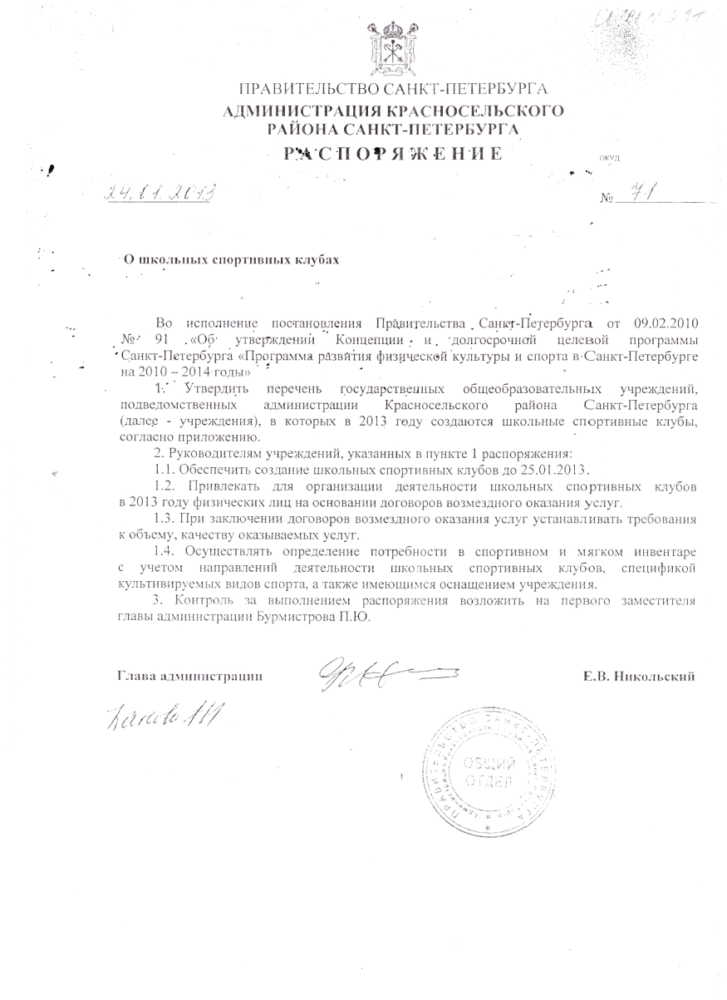 ПРАВИТЕЛЬСТВО САНКТ-ПЕТЕРБУРГА
АДМИНИСТРАЦИЯ КРАСНОСЕЛЬСКОГО
РАЙОНА САНКТ-ПЕТЕРБУРГА
РАСПОРЯЖЕНИЕ
ОКУД
24.01.2013
№ 71
О школьных спортивных клубах
Во исполнение постановления Правительства Санкт-Петербурга от 09.02.2010
№ 91 «Об утверждений Концепции и долгосрочной целевой программы
Санкт-Петербурга «Программа развития физической культуры и спорта в Санкт-Петербурге
на 2010 – 2014 годы»
1. Утвердить перечень государственных общеобразовательных учреждений,
подведомственных администрации Красносельского района Санкт-Петербурга
(далее - учреждения), в которых в 2013 году создаются школьные спортивные клубы,
согласно приложению.
2. Руководителям учреждений, указанных в пункте 1 распоряжения:
1.1. Обеспечить создание школьных спортивных клубов до 25.01.2013.
1.2. Привлекать для организации деятельности школьных спортивных клубов
в 2013 году физических лиц на основании договоров возмездного оказания услуг.
1.3. При заключении договоров возмездного оказания услуг устанавливать требования
к объему, качеству оказываемых услуг.
1.4. Осуществлять определение потребности в спортивном и мягком инвентаре
с учетом направлений деятельности школьных спортивных клубов, спецификой
культивируемых видов спорта, а также имеющимся оснащением учреждения.
3. Контроль за выполнением распоряжения возложить на первого заместителя
главы администрации Бурмистрова П.Ю.
Глава администрации
Е.В. Никольский
ПРАВИТЕЛЬСТВО САНКТ-ПЕТЕРБУРГА
ОБЩИЙ
ОТДЕЛ